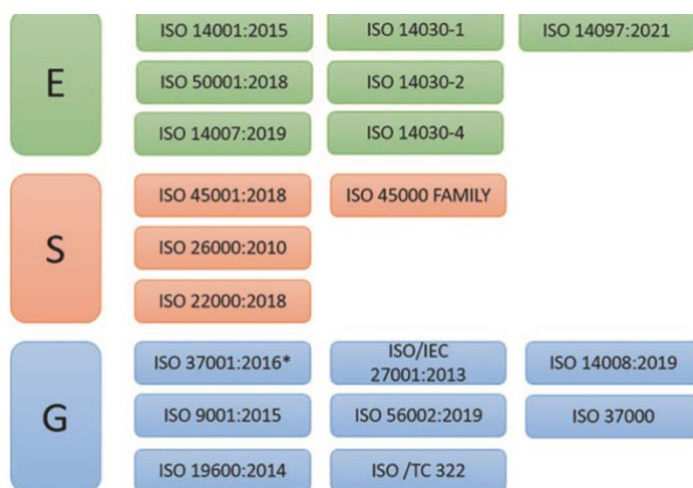 E
ISO 14001:2015
ISO 14030-1
ISO 14097:2021
ISO 50001:2018
ISO 14030-2
ISO 14007:2019
ISO 14030-4
S
ISO 45001:2018
ISO 45000 FAMILY
ISO 26000:2010
ISO 22000:2018
G
ISO 37001:2016*
ISO/IEC
27001:2013
ISO 14008:2019
ISO 9001:2015
ISO 56002:2019
ISO 37000
ISO 19600:2014
ISO /TC 322